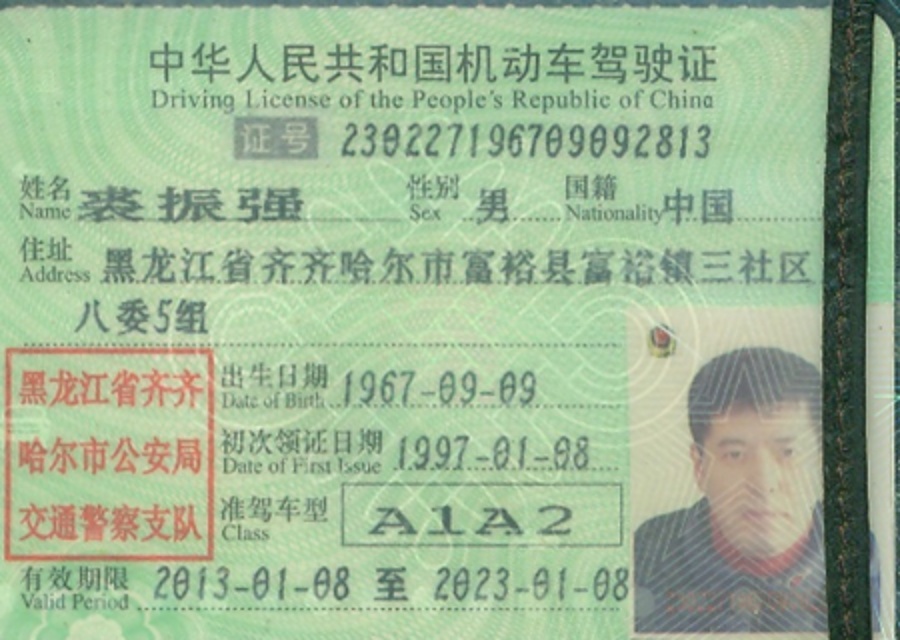 中华人民共和国机动车驾驶证
Driving License of the People's Republic of China
证号 230227196709092813
姓名 裘振强 性别 男 国籍 中国
Name Sex Nationality
住址 黑龙江省齐齐哈尔市富裕县富裕镇三社区
Address
八委5组
黑龙江省齐齐
哈尔市公安局
交通警察支队
出生日期 1967-09-09
Date of Birth
初次领证日期 1997-01-08
Date of First Issue
准驾车型 A1A2
Class
有效期限 2013-01-08 至 2023-01-08
Valid Period